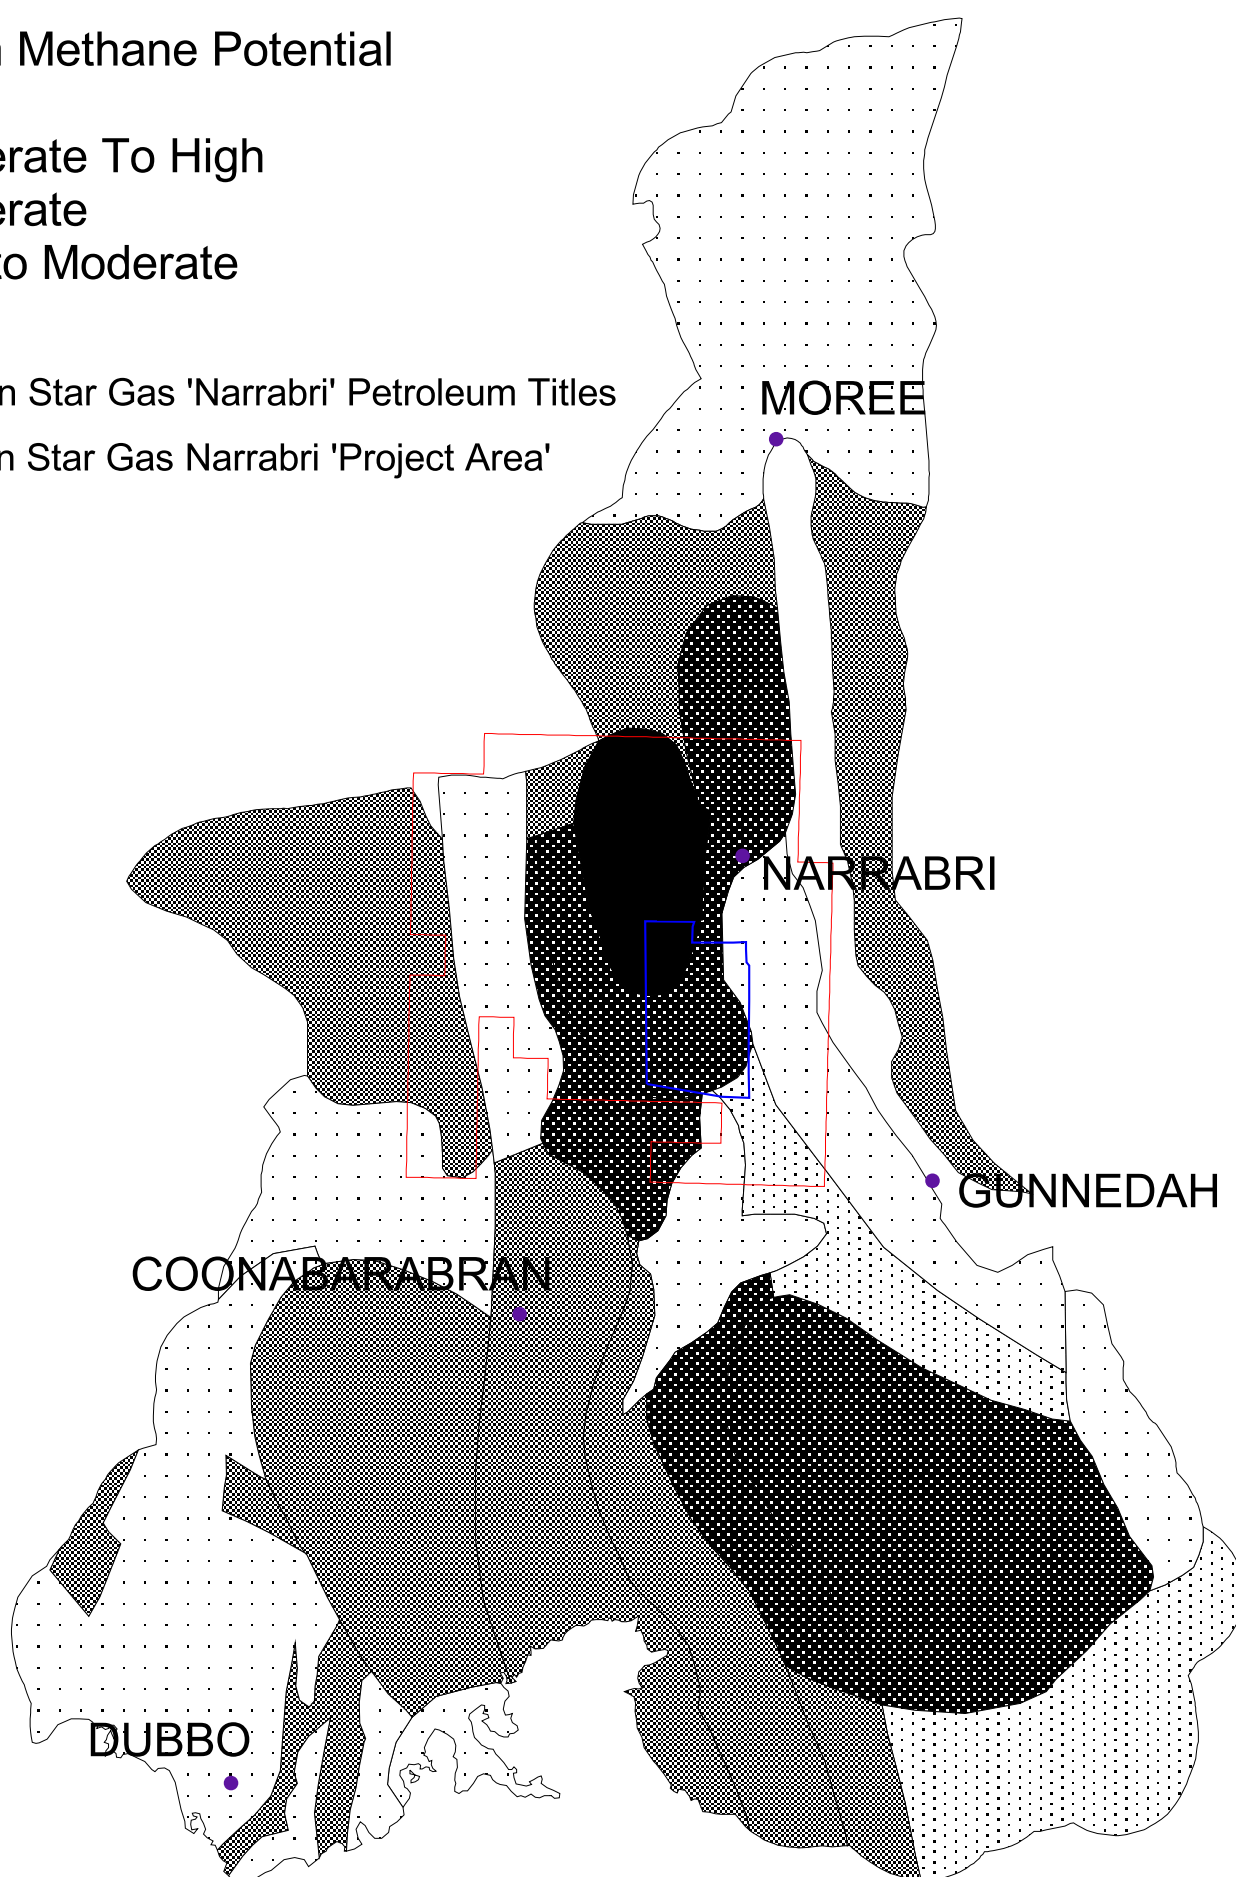 Methane Potential
erate To High
erate
to Moderate
n Star Gas 'Narrabri' Petroleum Titles
n Star Gas Narrabri 'Project Area'
MOREE
NARRABRI
GUNNEDAH
COONABARABRAN
DUBBO